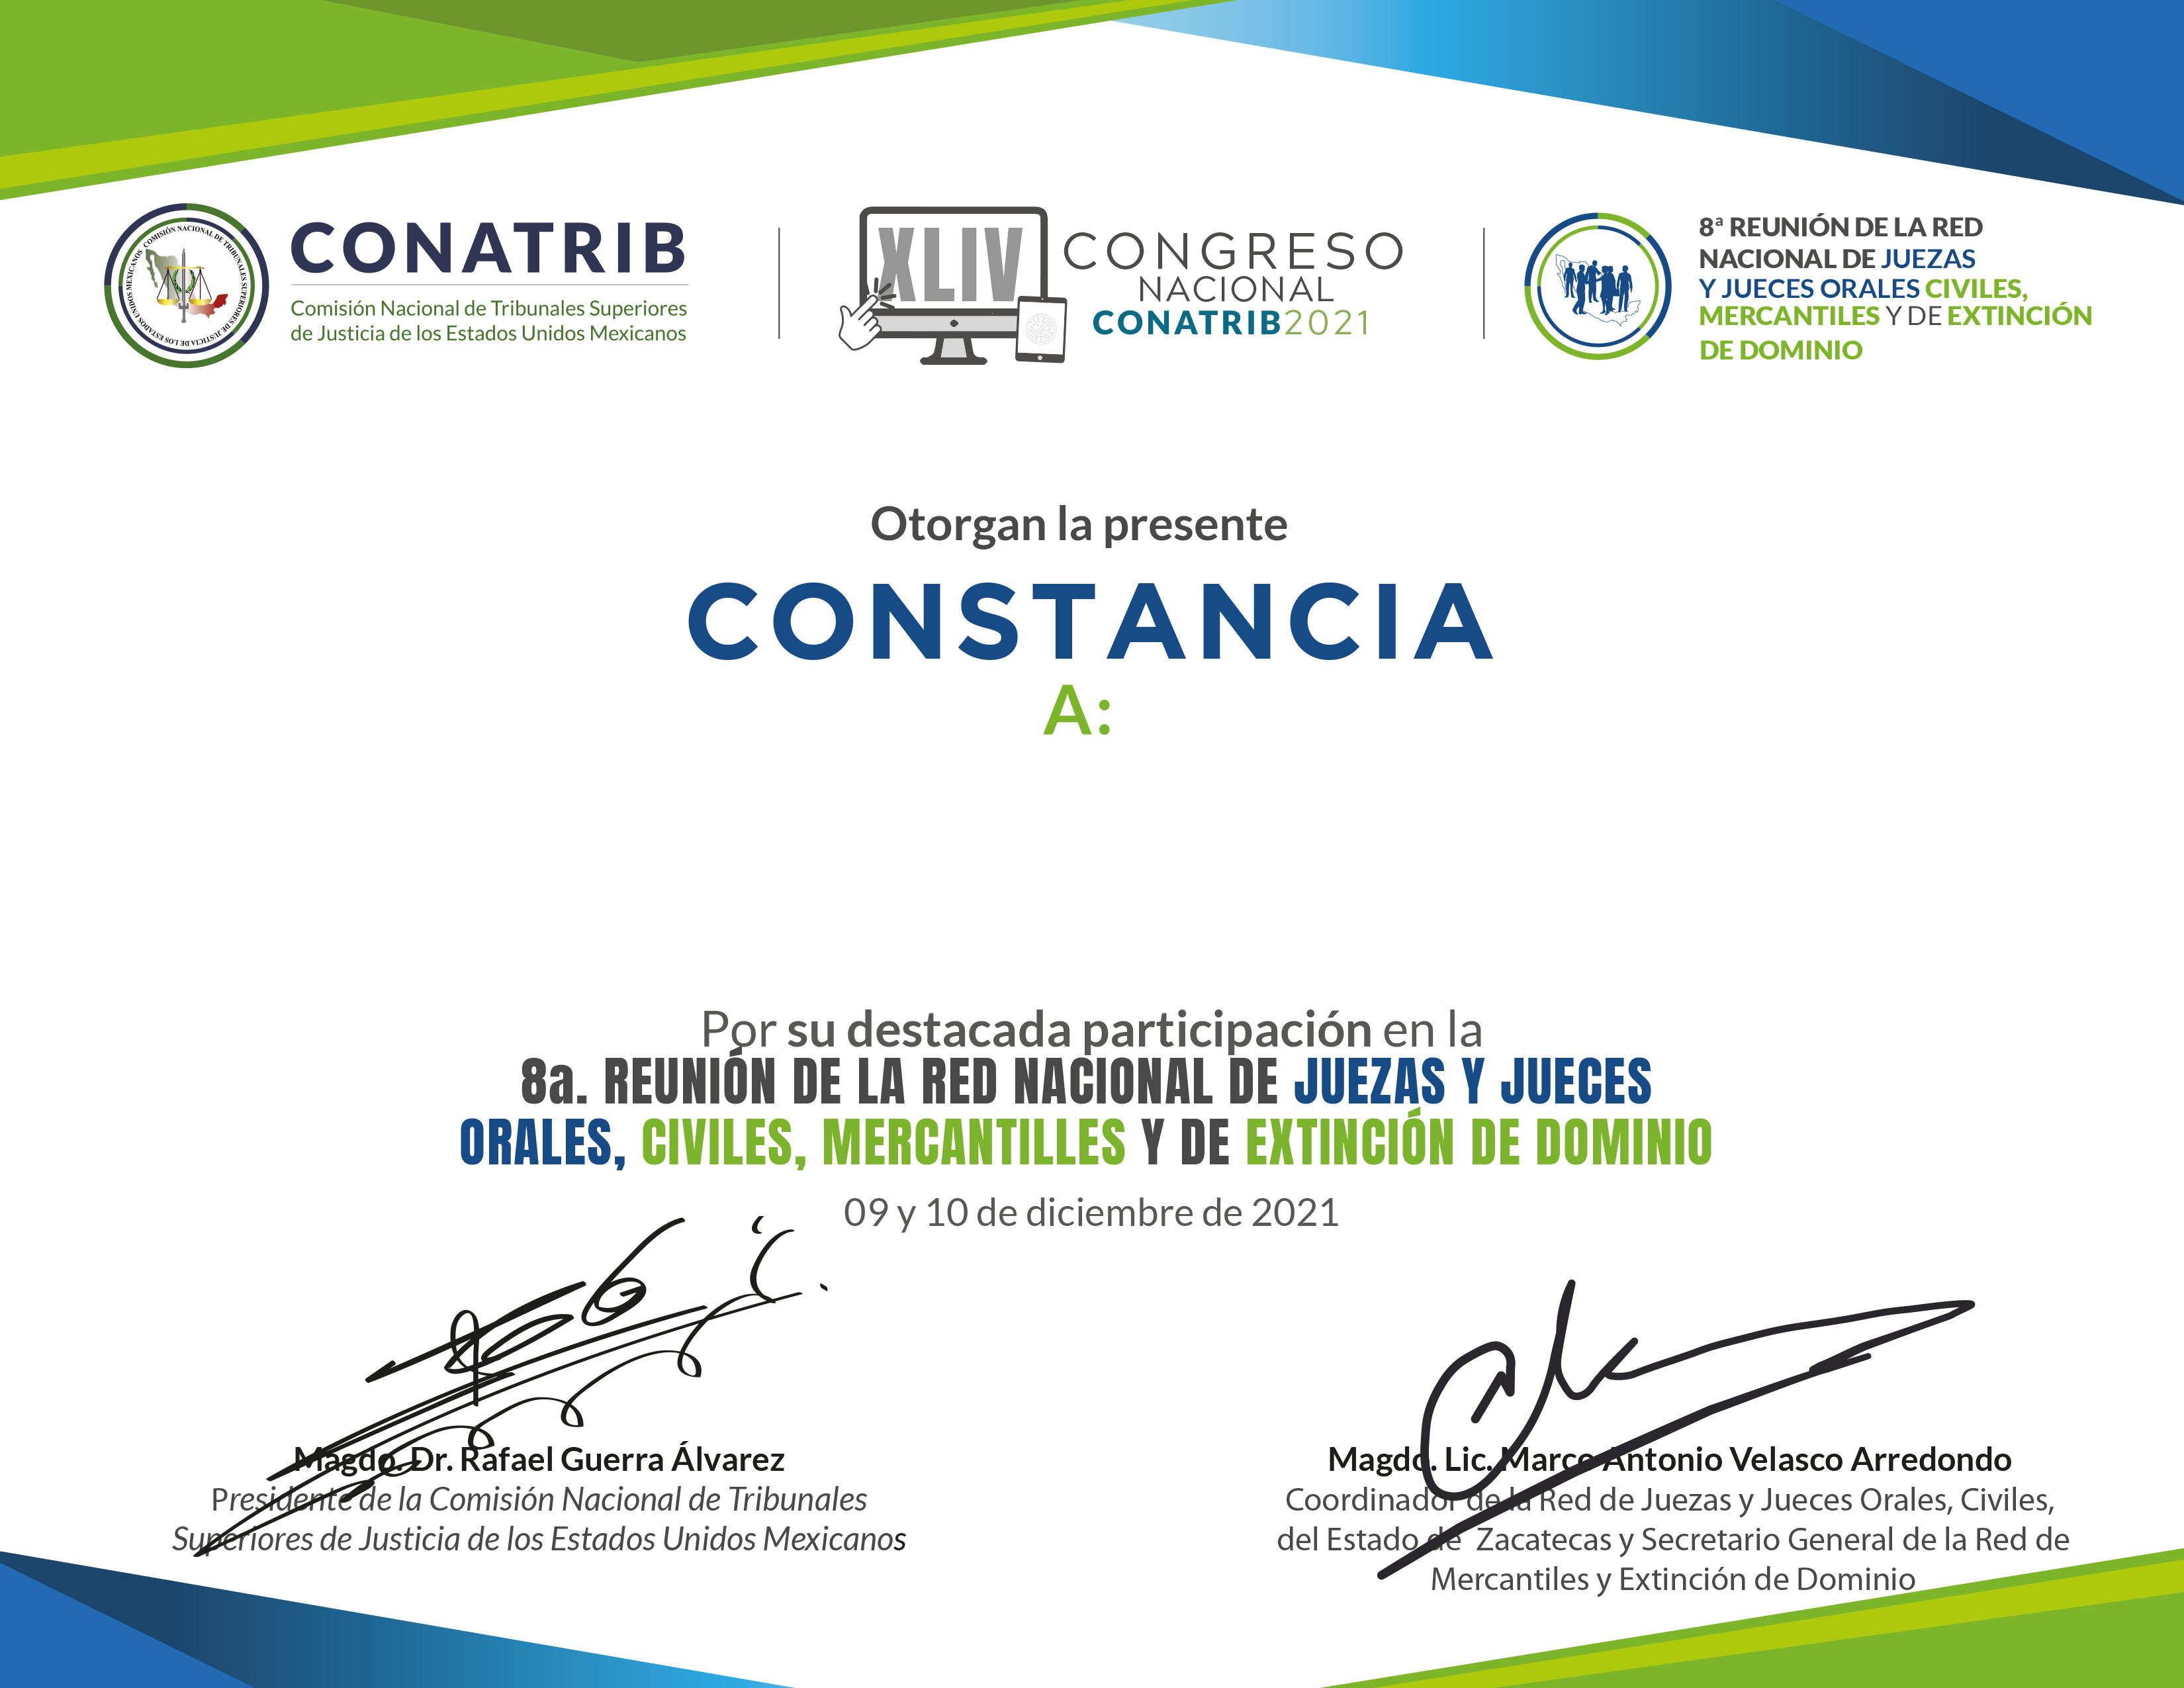 COMISIÓN NACIONAL DE TRIBUNALES SUPERIORES DE JUSTICIA DE LOS ESTADOS UNIDOS MEXICANOS
CONATRIB
Comisión Nacional de Tribunales Superiores
de Justicia de los Estados Unidos Mexicanos
XLIV
CONGRESO
NACIONAL
CONATRIB2021
8ª REUNIÓN DE LA RED
NACIONAL DE JUEZAS
Y JUECES ORALES CIVILES,
MERCANTILES Y DE EXTINCIÓN
DE DOMINIO
Otorgan la presente
CONSTANCIA
A:
Por su destacada participación en la
8a. REUNIÓN DE LA RED NACIONAL DE JUEZAS Y JUECES
ORALES, CIVILES, MERCANTILLES Y DE EXTINCIÓN DE DOMINIO
09 y 10 de diciembre de 2021
Magdo. Dr. Rafael Guerra Álvarez
Presidente de la Comisión Nacional de Tribunales
Superiores de Justicia de los Estados Unidos Mexicanos
Magdo. Lic. Marco Antonio Velasco Arredondo
Coordinador de la Red de Juezas y Jueces Orales, Civiles,
del Estado de Zacatecas y Secretario General de la Red de
Mercantiles y Extinción de Dominio